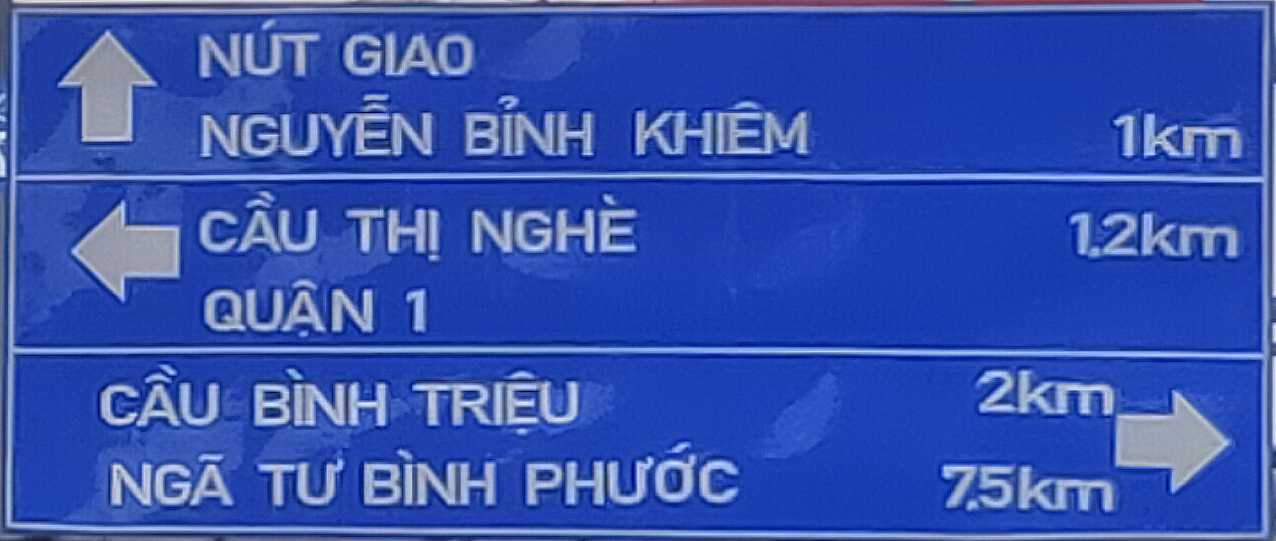 NÚT GIAO
NGUYỄN BỈNH KHIÊM 1km
CẦU THỊ NGHÈ 1.2km
QUẬN 1
CẦU BÌNH TRIỆU 2km
NGÃ TƯ BÌNH PHƯỚC 7.5km